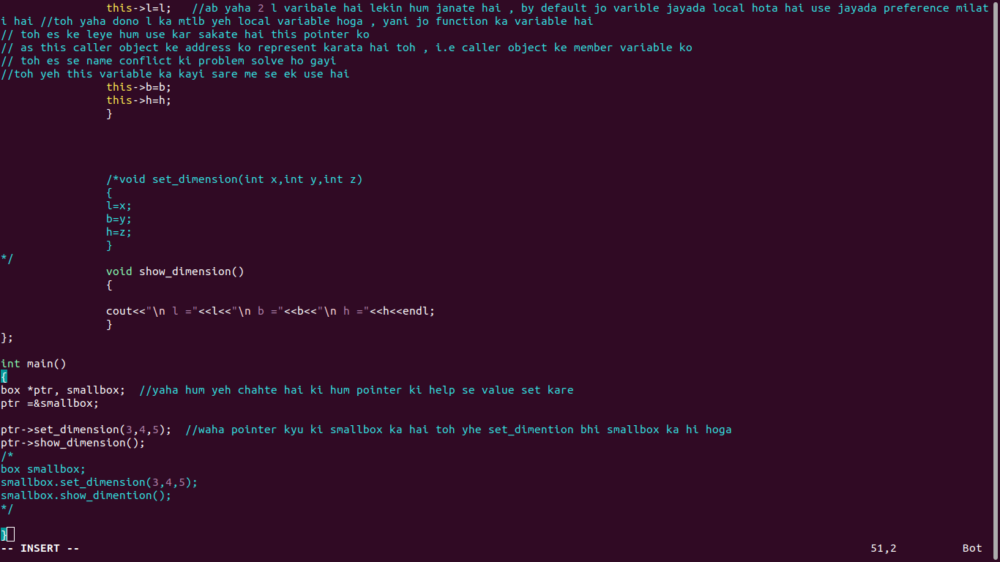 this->l=l;   //ab yaha 2 l varibale hai lekin hum janate hai , by default jo varible jayada local hota hai use jayada preference milat
i hai //toh yaha dono l ka mtlb yeh local variable hoga , yani jo function ka variable hai
// toh es ke leye hum use kar sakate hai this pointer ko
// as this caller object ke address ko represent karata hai toh , i.e caller object ke member variable ko
// toh es se name conflict ki problem solve ho gayi
//toh yeh this variable ka kayi sare me se ek use hai
this->b=b;
this->h=h;
}
/*void set_dimension(int x,int y,int z)
{
l=x;
b=y;
h=z;
}
*/
void show_dimension()
{
cout<<"\n l ="<<l<<"\n b ="<<b<<"\n h ="<<h<<endl;
}
};
int main()
{
box *ptr, smallbox;  //yaha hum yeh chahte hai ki hum pointer ki help se value set kare
ptr =&smallbox;
ptr->set_dimension(3,4,5);  //waha pointer kyu ki smallbox ka hai toh yhe set_dimention bhi smallbox ka hi hoga
ptr->show_dimension();
/*
box smallbox;
smallbox.set_dimension(3,4,5);
smallbox.show_dimention();
*/
}
-- INSERT -- 51,2 Bot